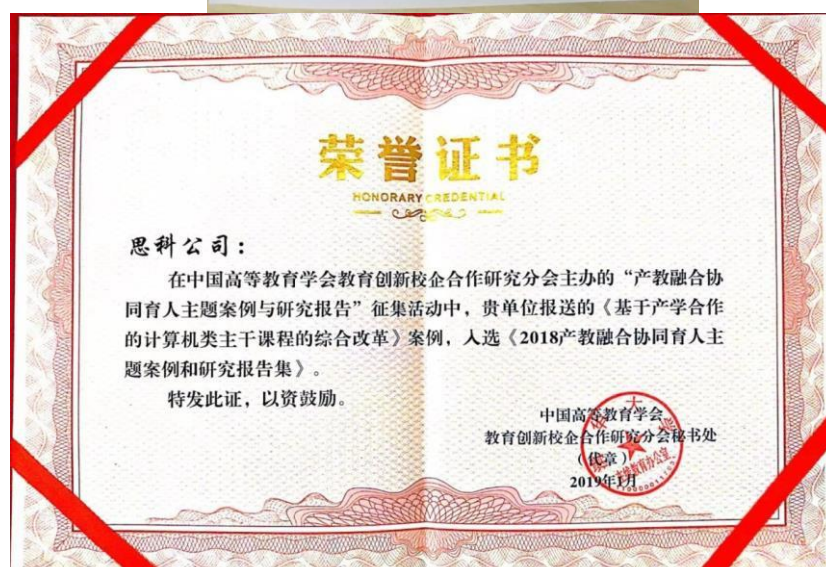 荣誉证书
HONORARY CREDENTIAL
思科公司：
在中国高等教育学会教育创新校企合作研究分会主办的“产教融合协
同育人主题案例与研究报告”征集活动中，贵单位报送的《基于产学合作
的计算机类主干课程的综合改革》案例，入选《2018产教融合协同育人主
题案例和研究报告集》。
特发此证，以资鼓励。
中国高等教育学会
教育创新校企合作研究分会秘书处
（代章）
2019年1月